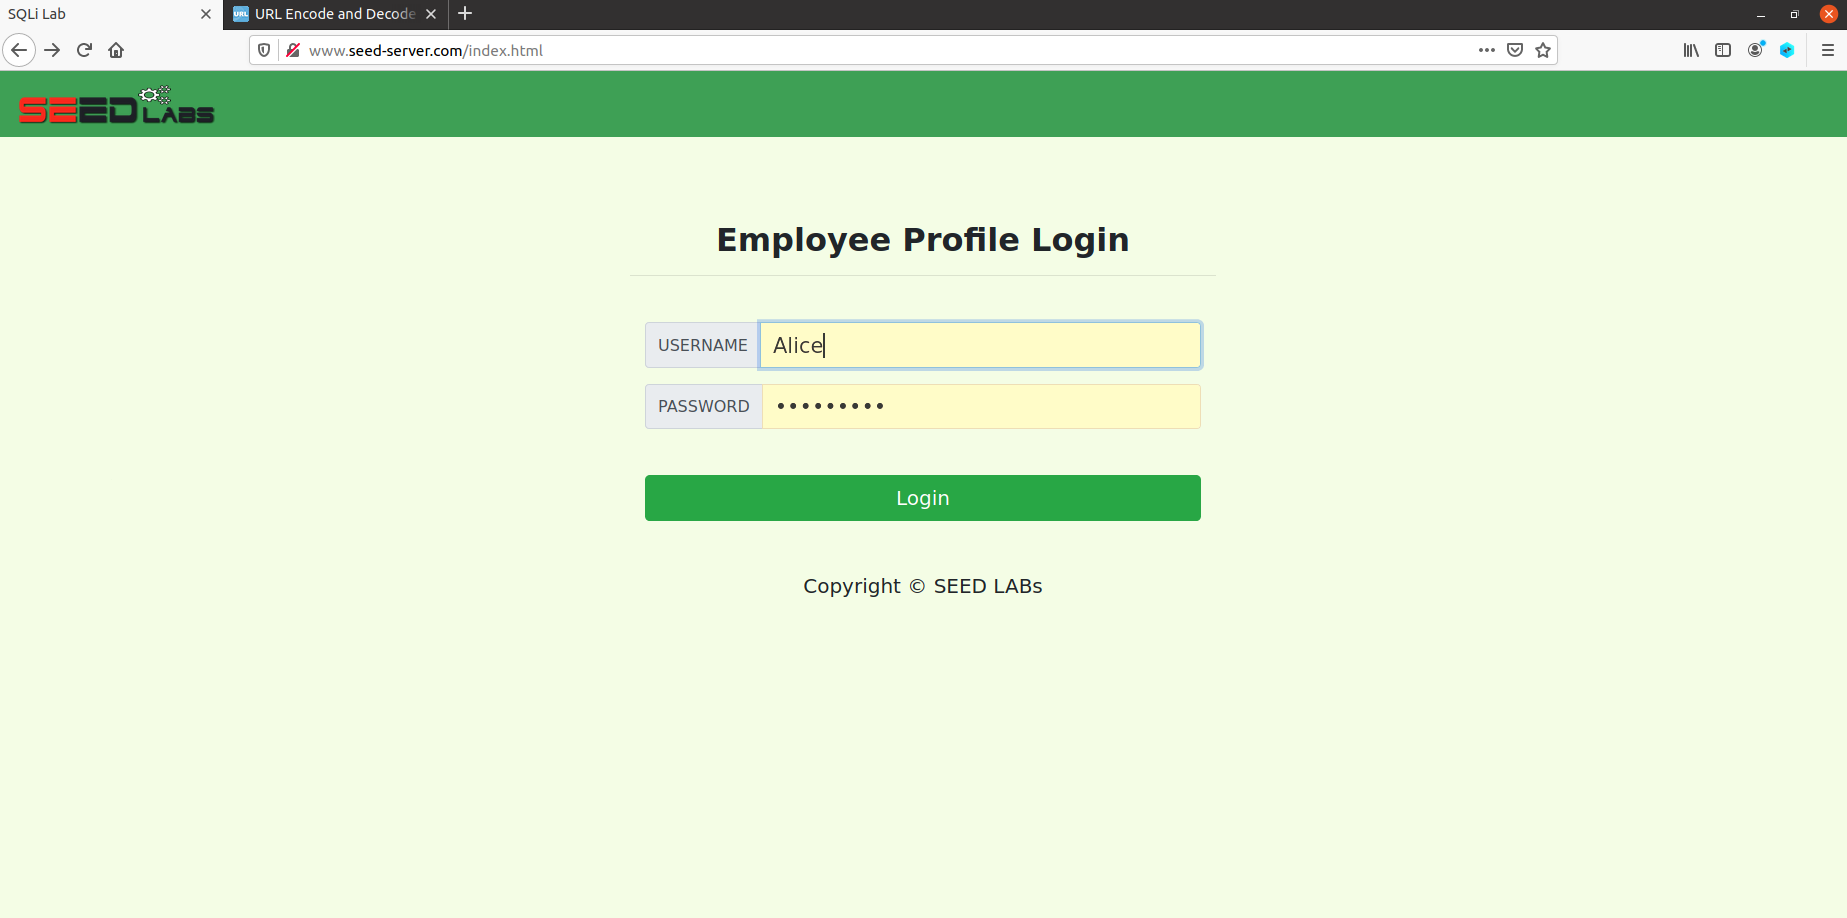 SQLi Lab
URL Encode and Decode
www.seed-server.com/index.html
SEED LABS
Employee Profile Login
USERNAME Alice
PASSWORD •••••••••
Login
Copyright © SEED LABs